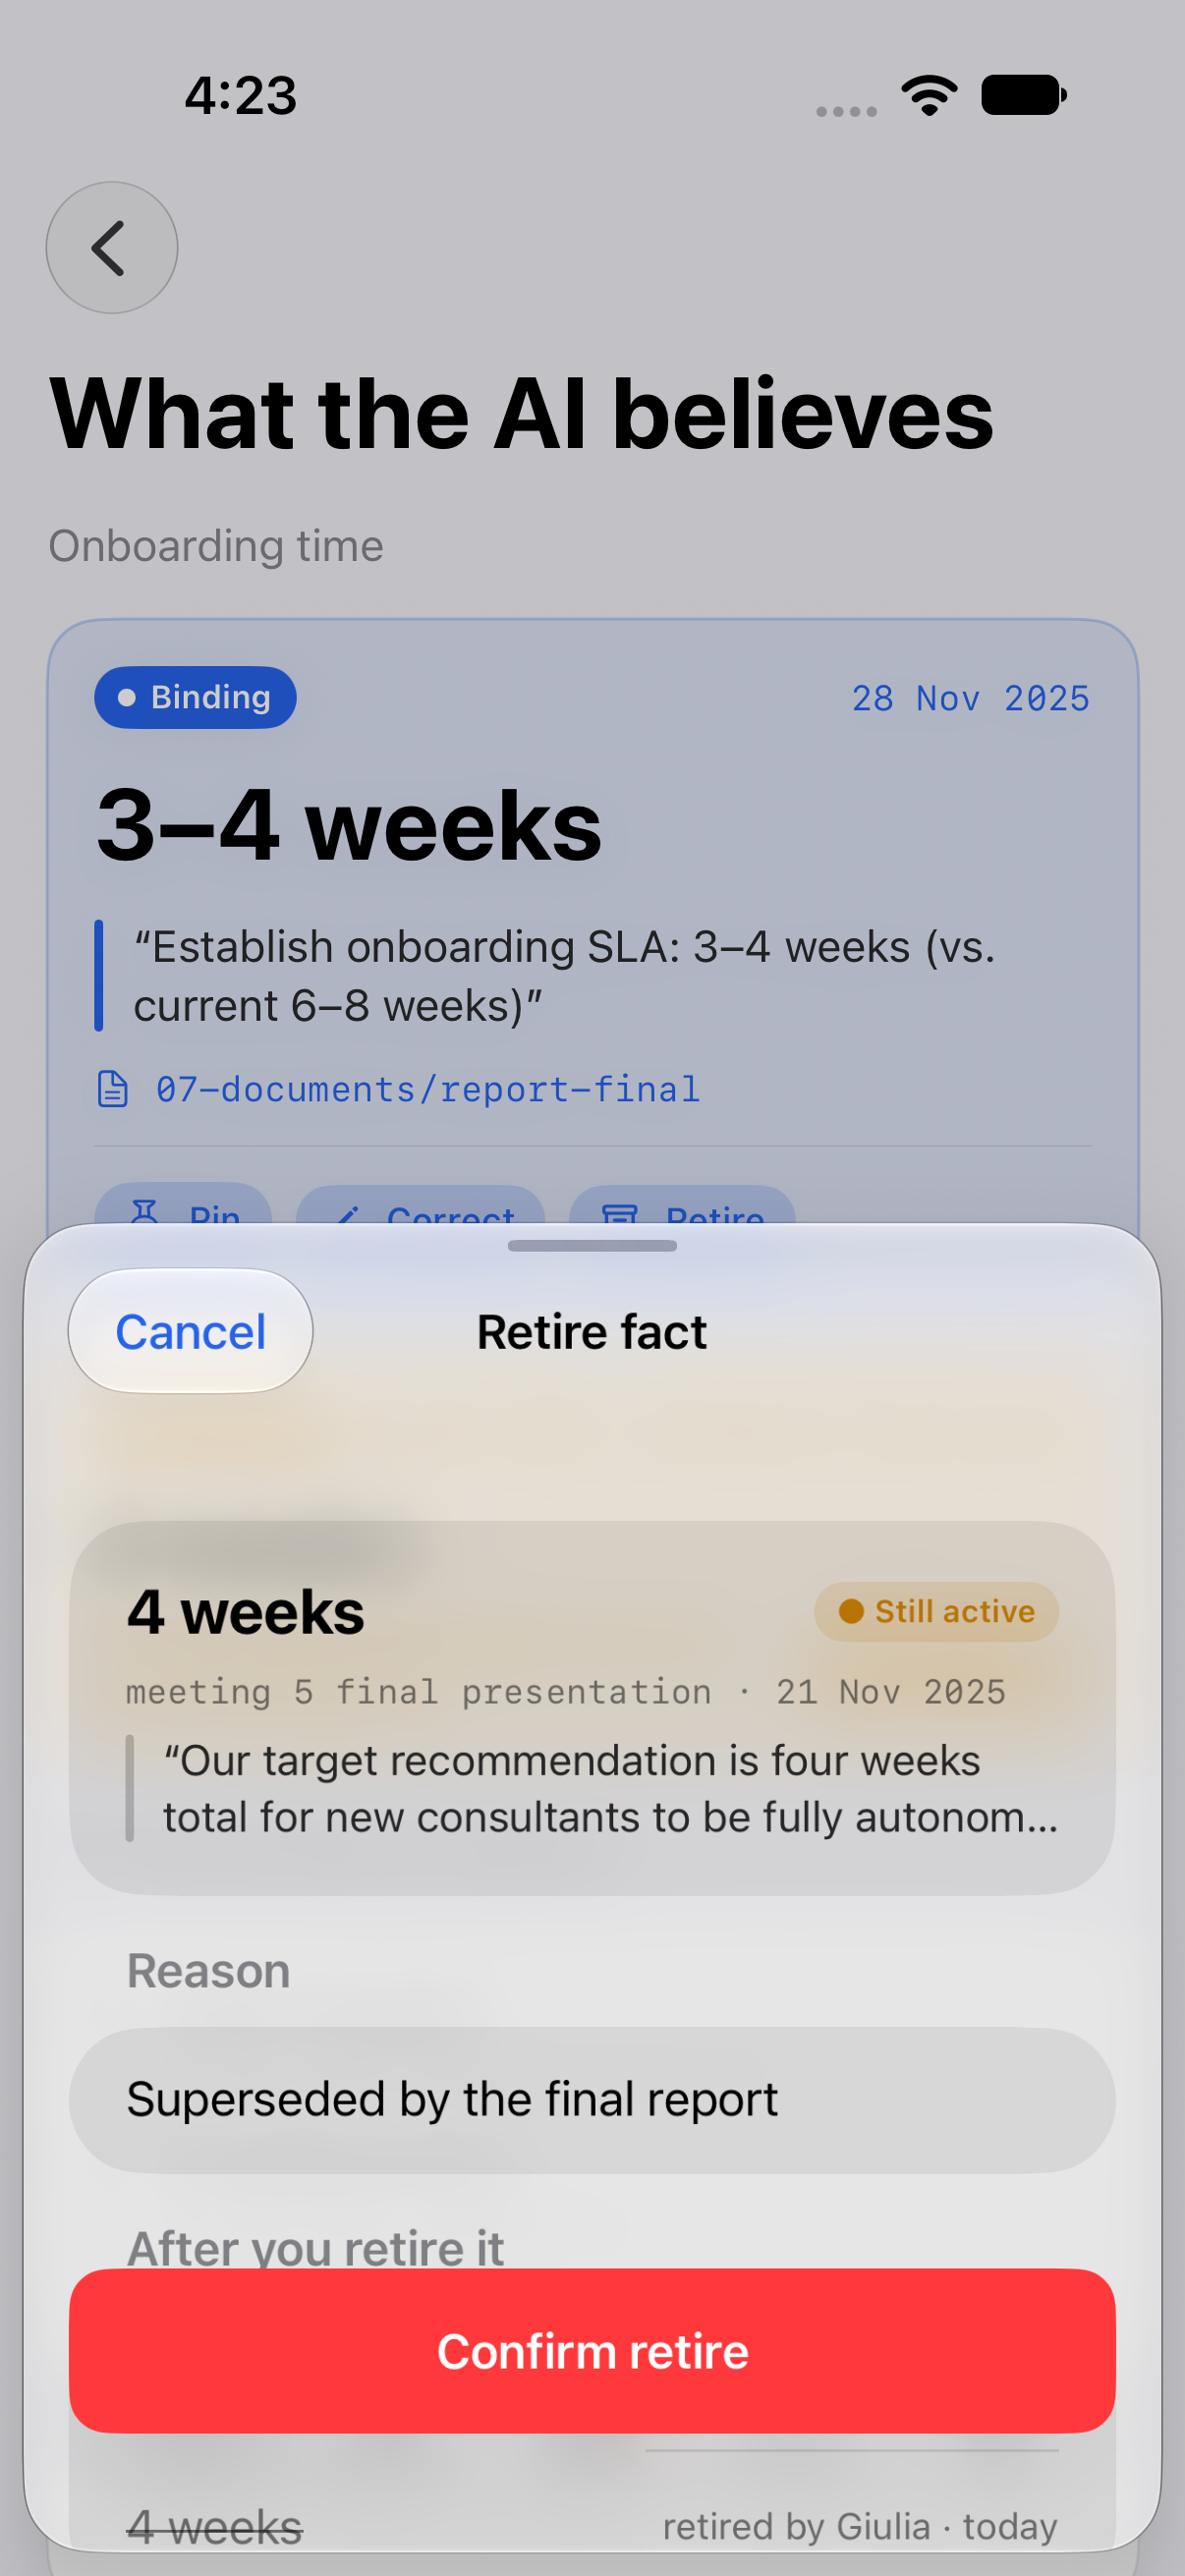 4:23
What the AI believes
Onboarding time
Binding
28 Nov 2025
3–4 weeks
“Establish onboarding SLA: 3–4 weeks (vs.
current 6–8 weeks)”
07-documents/report-final
Pin
Correct
Retire
Cancel
Retire fact
4 weeks
Still active
meeting 5 final presentation · 21 Nov 2025
“Our target recommendation is four weeks
total for new consultants to be fully autonom...
Reason
Superseded by the final report
After you retire it
Confirm retire
4 weeks
retired by Giulia · today